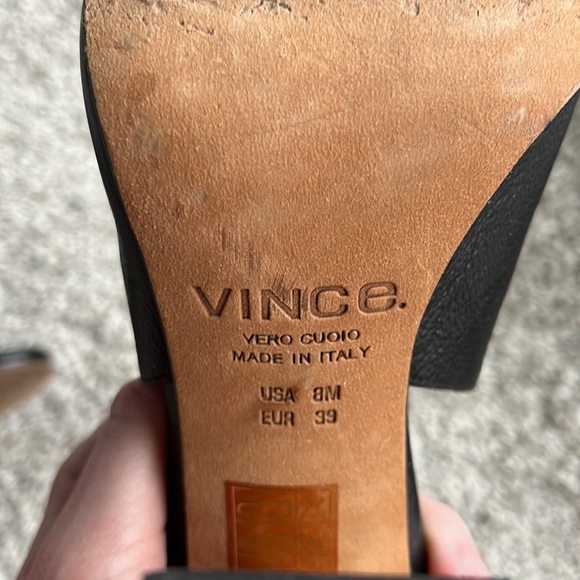 VINCe.
VERO CUOIO
MADE IN ITALY
USA 8M
EUR 39